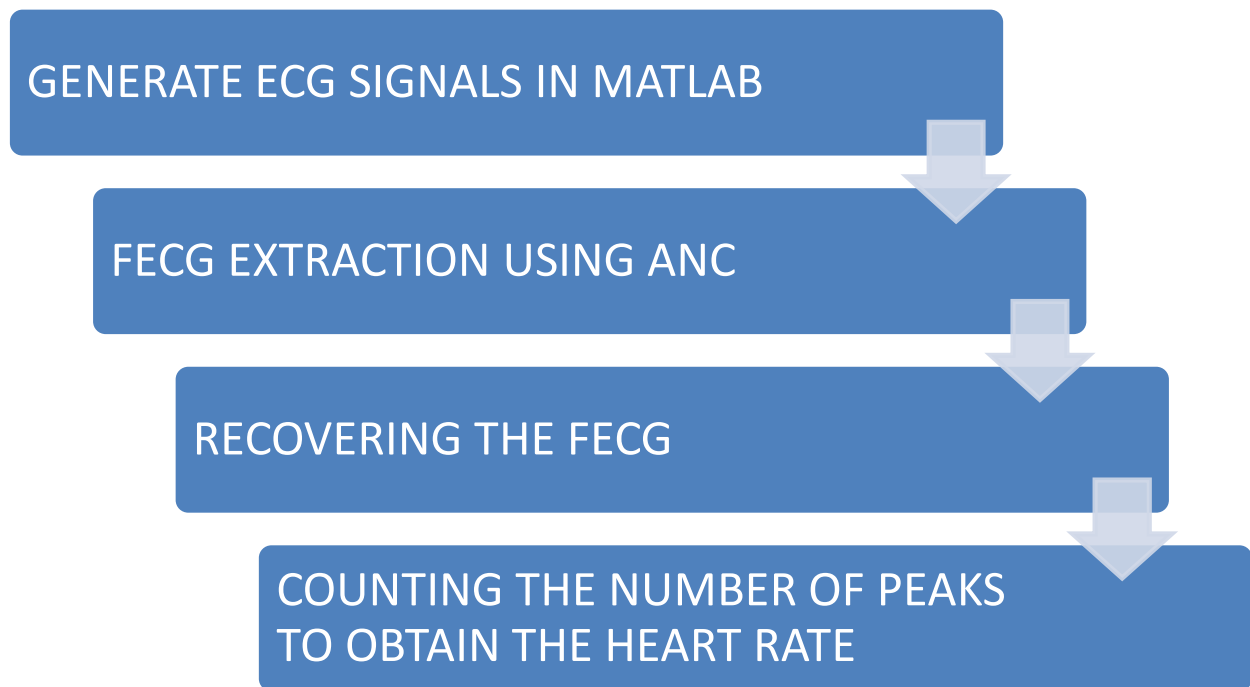 GENERATE ECG SIGNALS IN MATLAB
FECG EXTRACTION USING ANC
RECOVERING THE FECG
COUNTING THE NUMBER OF PEAKS
TO OBTAIN THE HEART RATE